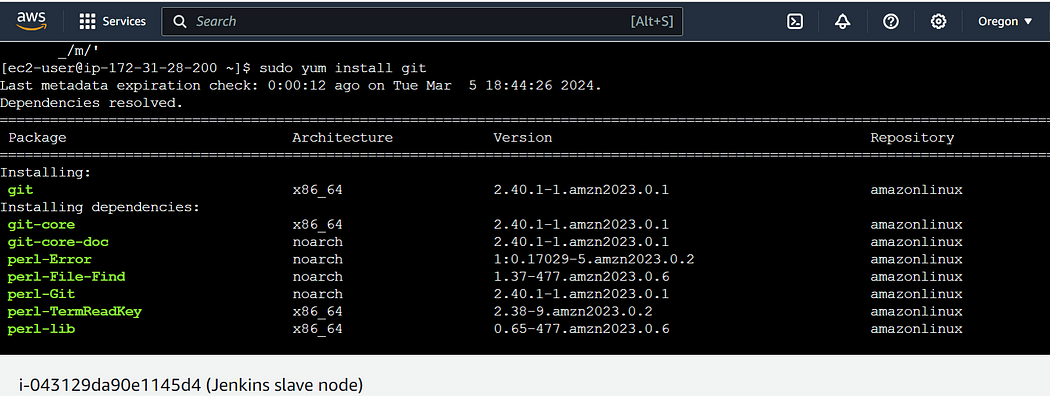 aws Services Search [Alt+S] Oregon
_/m/'
[ec2-user@ip-172-31-28-200 ~]$ sudo yum install git
Last metadata expiration check: 0:00:12 ago on Tue Mar  5 18:44:26 2024.
Dependencies resolved.
Package Architecture Version Repository
Installing:
git x86_64 2.40.1-1.amzn2023.0.1 amazonlinux
Installing dependencies:
git-core x86_64 2.40.1-1.amzn2023.0.1 amazonlinux
git-core-doc noarch 2.40.1-1.amzn2023.0.1 amazonlinux
perl-Error noarch 1:0.17029-5.amzn2023.0.2 amazonlinux
perl-File-Find noarch 1.37-477.amzn2023.0.6 amazonlinux
perl-Git noarch 2.40.1-1.amzn2023.0.1 amazonlinux
perl-TermReadKey x86_64 2.38-9.amzn2023.0.2 amazonlinux
perl-lib x86_64 0.65-477.amzn2023.0.6 amazonlinux
i-043129da90e1145d4 (Jenkins slave node)